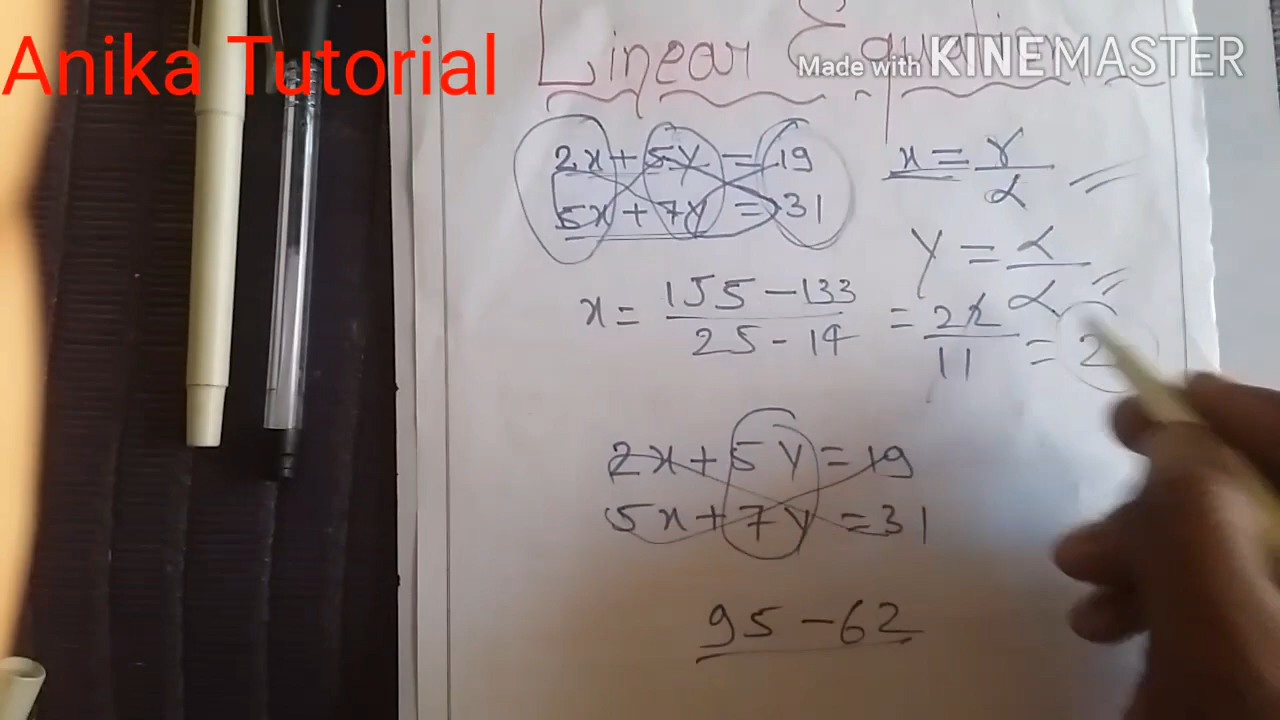 Anika Tutorial
Linear Equation
Made with KINEMASTER
2x + 5y = 19
5x + 7y = 31
x = γ/α
y = α/α
x = 155 - 133 / 25 - 14 = 22/11 = 2
2x + 5y = 19
5x + 7y = 31
95 - 62